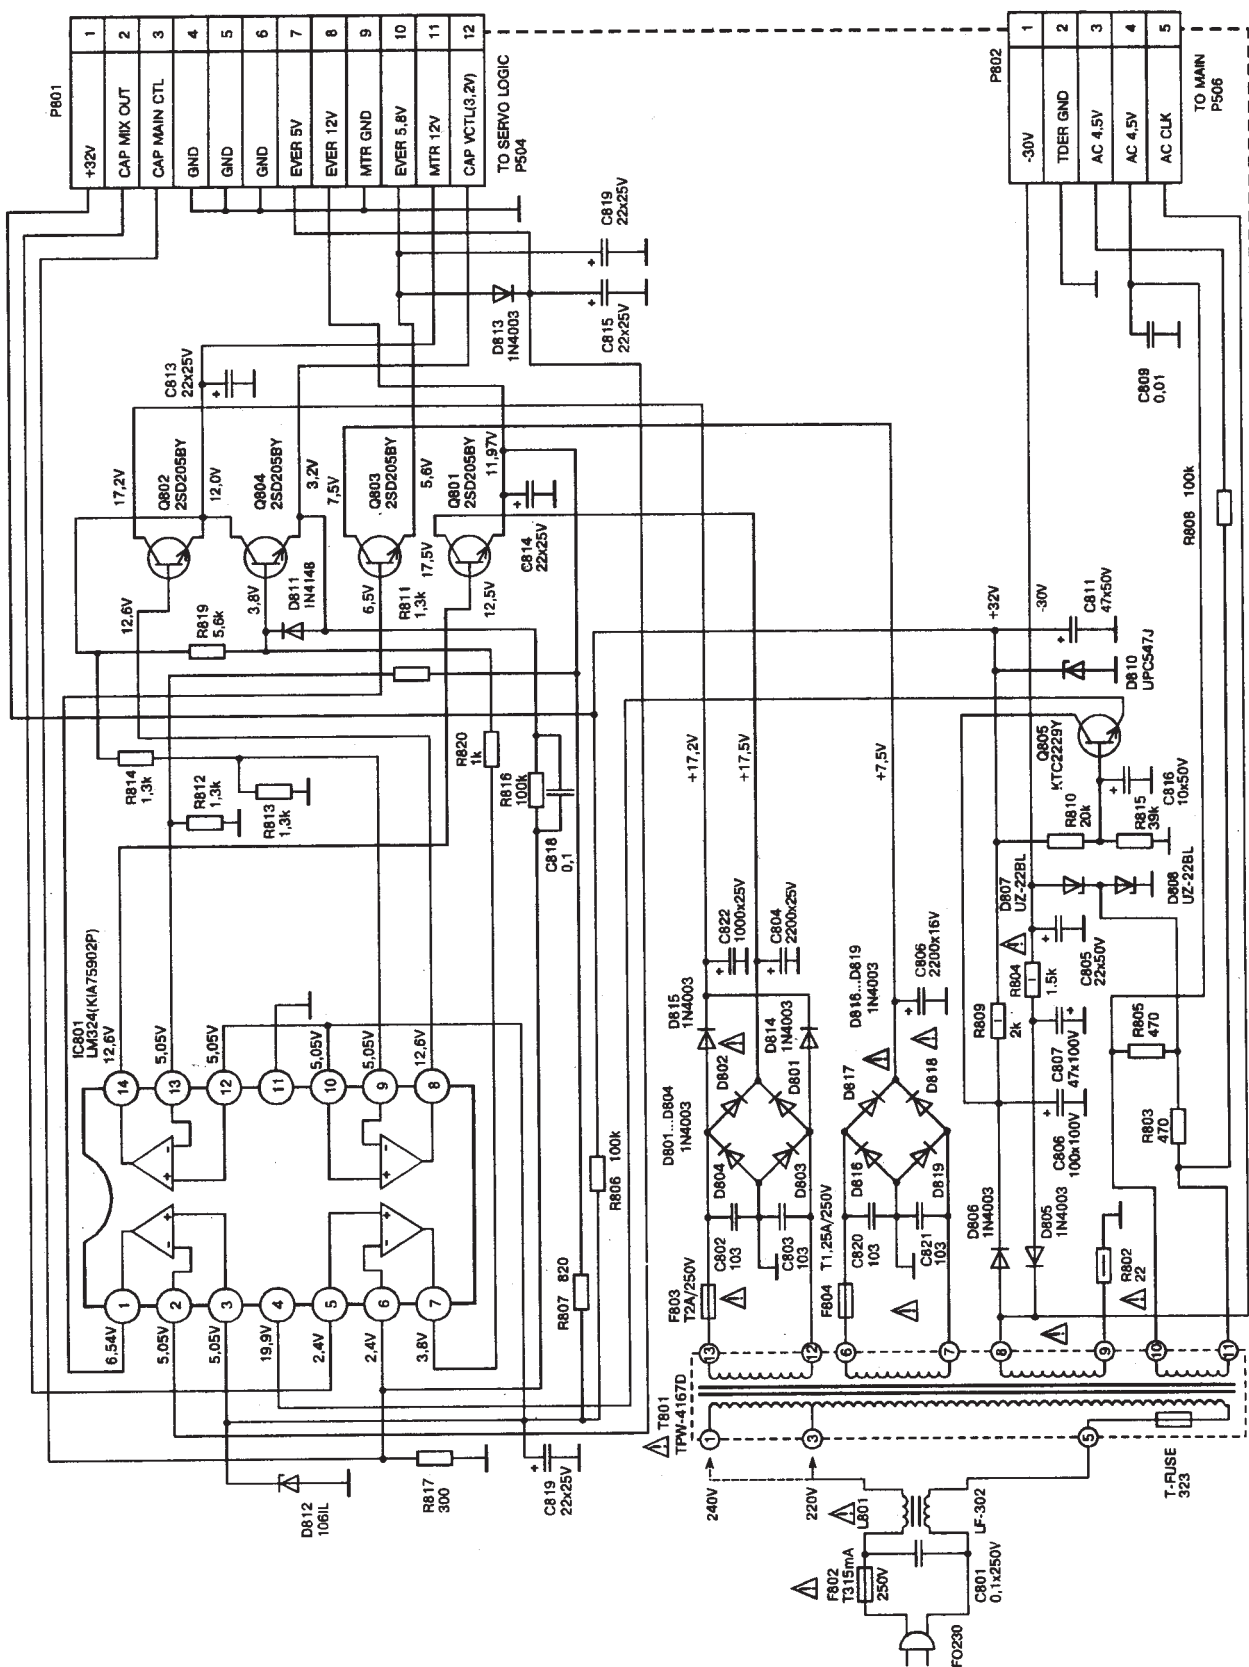 P801
1 +32V
2 CAP MIX OUT
3 CAP MAIN CTL
4 GND
5 GND
6 GND
7 EVER 5V
8 EVER 12V
9 MTR GND
10 EVER 5,8V
11 MTR 12V
12 CAP VCTL(3,2V)
TO SERVO LOGIC
P504
P802
1 -30V
2 TDER GND
3 AC 4,5V
4 AC 4,5V
5 AC CLK
TO MAIN
P506
C819
22x25V
C815
22x25V
D813
1N4003
C813
22x25V
C809
0,01
17,2V
Q802
2SD205BY
12,0V
Q804
2SD205BY
3,2V
7,5V
Q803
2SD205BY
5,6V
Q801
2SD205BY
11,97V
C814
22x25V
17,5V
12,5V
12,6V
R819
5,6k
3,8V
D811
1N4148
6,5V
R811
1,3k
R808 100k
+32V
-30V
C811
47x50V
D810
UPC547J
Q805
KTC2229Y
C816
10x50V
R810
20k
R815
39k
R814
1,3k
R812
1,3k
R813
1,3k
R820
1k
R816
100k
C818
0,1
+17,2V
+17,5V
+7,5V
IC801
LM324(KIA75902P)
12,6V
5,05V
5,05V
5,05V
5,05V
12,6V
14
13
12
11
10
9
8
1
2
3
4
5
6
7
6,54V
5,05V
5,05V
19,9V
2,4V
2,4V
3,8V
R806 100k
R807 820
D812
106IL
R817
300
C819
22x25V
C822
1000x25V
C804
2200x25V
C806
2200x16V
D815
1N4003
D814
1N4003
D816...D819
1N4003
D801...D804
1N4003
D802
D801
D804
D803
D817
D818
D816
D819
C802
103
C803
103
C820
103
C821
103
F803
T2A/250V
F804 T1,25A/250V
D807
UZ-22BL
D808
UZ-22BL
R804
1.5k
C805
22x50V
R809
2k
C807
47x100V
C806
100x100V
R805
470
R803
470
D806
1N4003
D805
1N4003
R802
22
13
12
6
7
8
9
10
11
T801
TPW-4167D
1
3
5
240V
220V
T-FUSE
323
L801
LF-302
F802
T315mA
250V
C801
0,1x250V
FO230